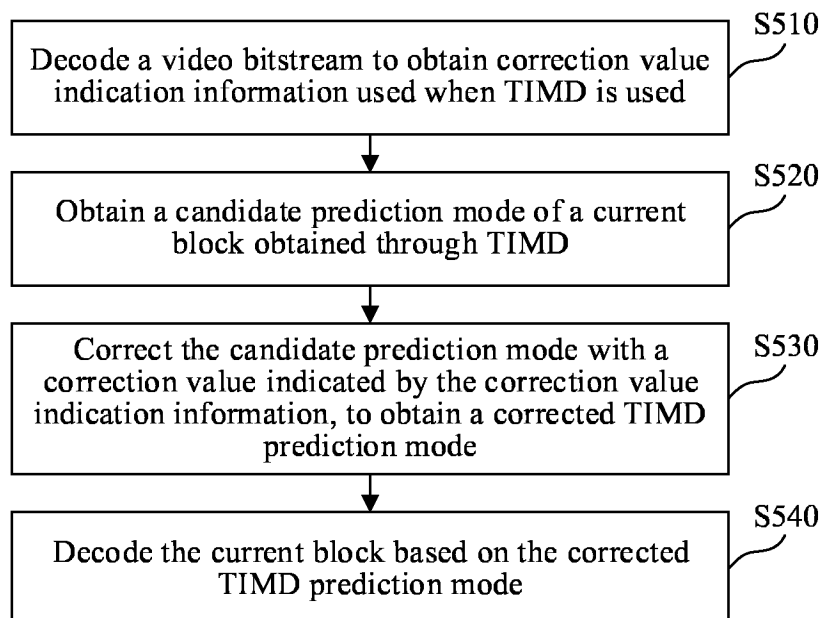 S510
Decode a video bitstream to obtain correction value
indication information used when TIMD is used
S520
Obtain a candidate prediction mode of a current
block obtained through TIMD
S530
Correct the candidate prediction mode with a
correction value indicated by the correction value
indication information, to obtain a corrected TIMD
prediction mode
S540
Decode the current block based on the corrected
TIMD prediction mode